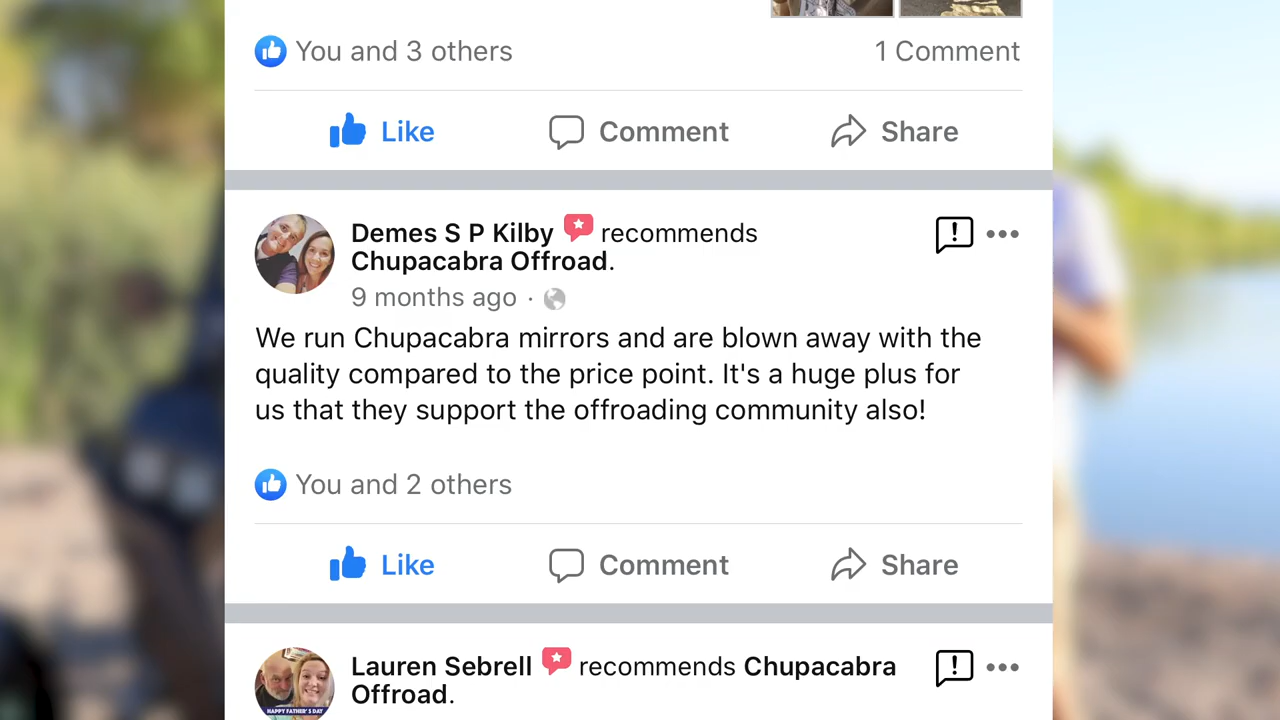 You and 3 others 1 Comment
Like Comment Share
Demes S P Kilby recommends
Chupacabra Offroad.
9 months ago ·
We run Chupacabra mirrors and are blown away with the
quality compared to the price point. It's a huge plus for
us that they support the offroading community also!
You and 2 others
Like Comment Share
Lauren Sebrell recommends Chupacabra
Offroad.
HAPPY FATHER'S DAY